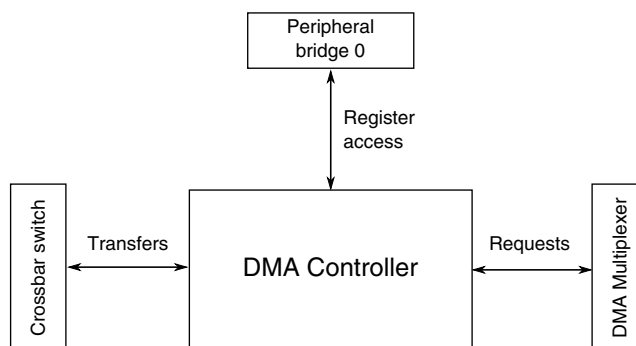 Peripheral
bridge 0
Register
access
Crossbar switch
Transfers
DMA Controller
Requests
DMA Multiplexer